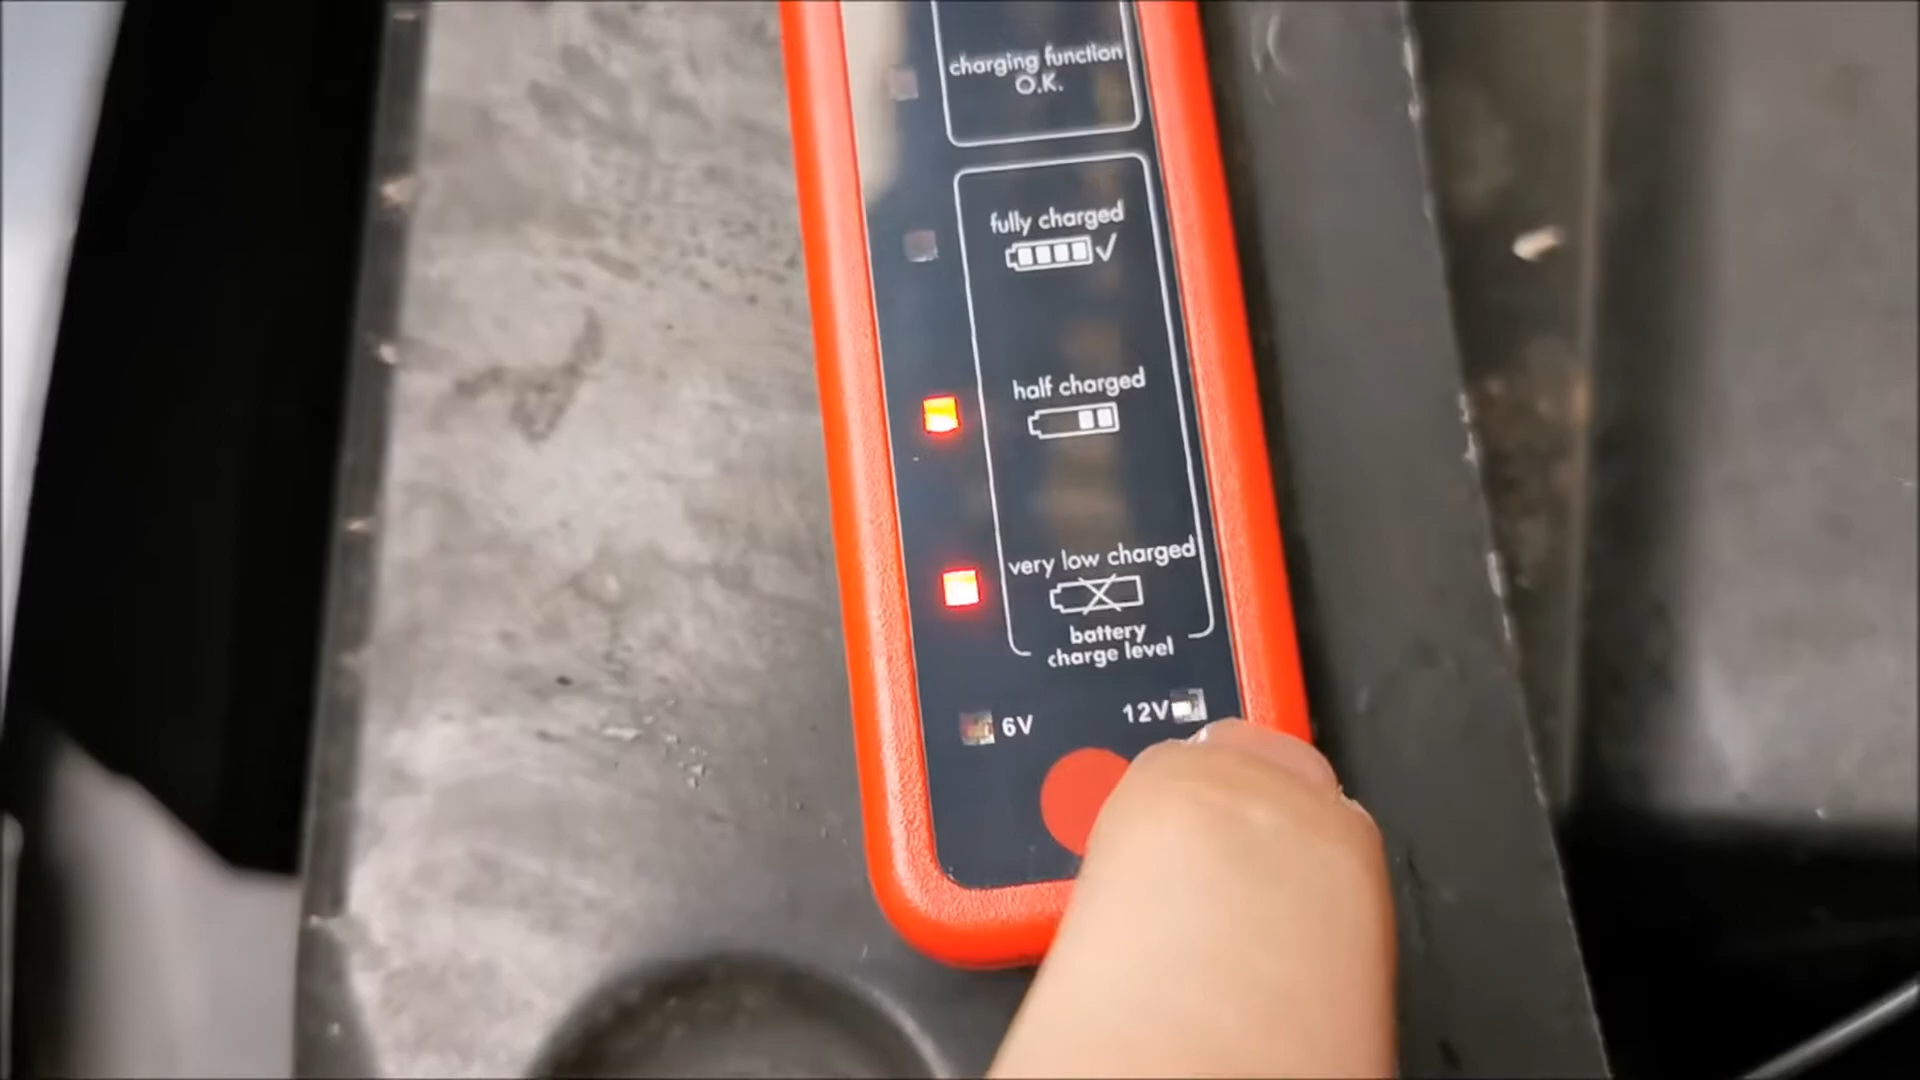 charging function
O.K.
fully charged
half charged
very low charged
battery
charge level
6V 12V